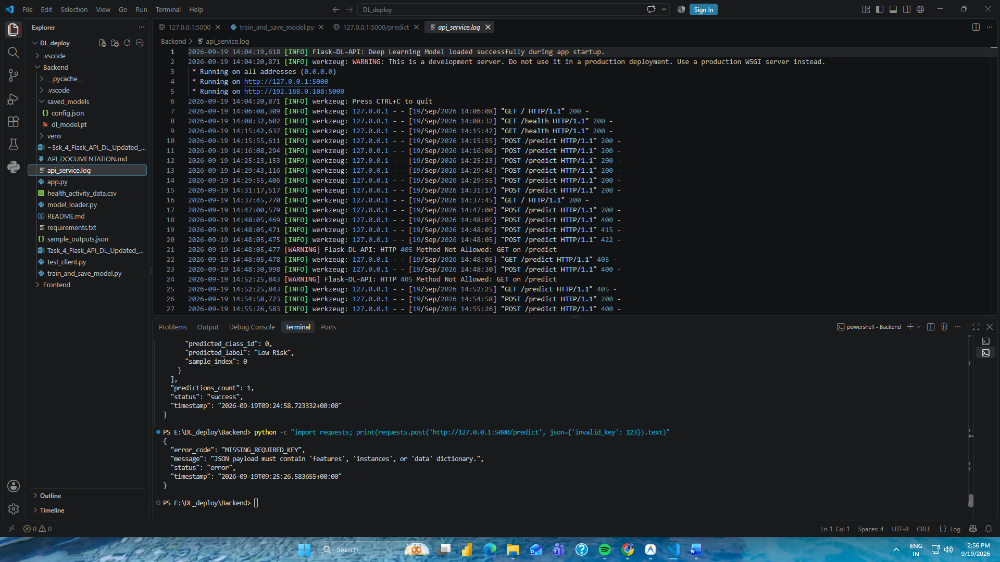 File Edit Selection View Go Run Terminal Help
DL_deploy
Sign In
Explorer
127.0.0.1:5000
train_and_save_model.py
127.0.0.1:5000/predict
api_service.log
DL_deploy
.vscode
Backend
__pycache__
.vscode
saved_models
config.json
dl_model.pt
venv
~$sk_4_Flask_API_DL_Updated_...
API_DOCUMENTATION.md
api_service.log
app.py
health_activity_data.csv
model_loader.py
README.md
requirements.txt
sample_outputs.json
Task_4_Flask_API_DL_Updated_...
test_client.py
train_and_save_model.py
Frontend
Outline
Timeline
Backend > api_service.log
1 2026-09-19 14:04:19,618 [INFO] Flask-DL-API: Deep Learning Model loaded successfully during app startup.
2 2026-09-19 14:04:20,871 [INFO] werkzeug: WARNING: This is a development server. Do not use it in a production deployment. Use a production WSGI server instead.
3 * Running on all addresses (0.0.0.0)
4 * Running on http://127.0.0.1:5000
5 * Running on http://192.168.0.108:5000
6 2026-09-19 14:04:20,871 [INFO] werkzeug: Press CTRL+C to quit
7 2026-09-19 14:06:08,309 [INFO] werkzeug: 127.0.0.1 - - [19/Sep/2026 14:06:08] "GET / HTTP/1.1" 200 -
8 2026-09-19 14:08:32,602 [INFO] werkzeug: 127.0.0.1 - - [19/Sep/2026 14:08:32] "GET /health HTTP/1.1" 200 -
9 2026-09-19 14:15:42,637 [INFO] werkzeug: 127.0.0.1 - - [19/Sep/2026 14:15:42] "GET /health HTTP/1.1" 200 -
10 2026-09-19 14:15:55,611 [INFO] werkzeug: 127.0.0.1 - - [19/Sep/2026 14:15:55] "POST /predict HTTP/1.1" 200 -
11 2026-09-19 14:16:08,294 [INFO] werkzeug: 127.0.0.1 - - [19/Sep/2026 14:16:08] "POST /predict HTTP/1.1" 200 -
12 2026-09-19 14:25:23,153 [INFO] werkzeug: 127.0.0.1 - - [19/Sep/2026 14:25:23] "POST /predict HTTP/1.1" 200 -
13 2026-09-19 14:29:43,116 [INFO] werkzeug: 127.0.0.1 - - [19/Sep/2026 14:29:43] "POST /predict HTTP/1.1" 200 -
14 2026-09-19 14:29:55,406 [INFO] werkzeug: 127.0.0.1 - - [19/Sep/2026 14:29:55] "POST /predict HTTP/1.1" 200 -
15 2026-09-19 14:31:17,517 [INFO] werkzeug: 127.0.0.1 - - [19/Sep/2026 14:31:17] "POST /predict HTTP/1.1" 200 -
16 2026-09-19 14:37:45,770 [INFO] werkzeug: 127.0.0.1 - - [19/Sep/2026 14:37:45] "GET / HTTP/1.1" 200 -
17 2026-09-19 14:47:00,579 [INFO] werkzeug: 127.0.0.1 - - [19/Sep/2026 14:47:00] "POST /predict HTTP/1.1" 200 -
18 2026-09-19 14:48:05,469 [INFO] werkzeug: 127.0.0.1 - - [19/Sep/2026 14:48:05] "POST /predict HTTP/1.1" 400 -
19 2026-09-19 14:48:05,471 [INFO] werkzeug: 127.0.0.1 - - [19/Sep/2026 14:48:05] "POST /predict HTTP/1.1" 415 -
20 2026-09-19 14:48:05,475 [INFO] werkzeug: 127.0.0.1 - - [19/Sep/2026 14:48:05] "POST /predict HTTP/1.1" 422 -
21 2026-09-19 14:48:05,477 [WARNING] Flask-DL-API: HTTP 405 Method Not Allowed: GET on /predict
22 2026-09-19 14:48:05,478 [INFO] werkzeug: 127.0.0.1 - - [19/Sep/2026 14:48:05] "GET /predict HTTP/1.1" 405 -
23 2026-09-19 14:48:30,998 [INFO] werkzeug: 127.0.0.1 - - [19/Sep/2026 14:48:30] "POST /predict HTTP/1.1" 400 -
24 2026-09-19 14:52:25,843 [WARNING] Flask-DL-API: HTTP 405 Method Not Allowed: GET on /predict
25 2026-09-19 14:52:25,843 [INFO] werkzeug: 127.0.0.1 - - [19/Sep/2026 14:52:25] "GET /predict HTTP/1.1" 405 -
26 2026-09-19 14:54:58,723 [INFO] werkzeug: 127.0.0.1 - - [19/Sep/2026 14:54:58] "POST /predict HTTP/1.1" 200 -
27 2026-09-19 14:55:26,583 [INFO] werkzeug: 127.0.0.1 - - [19/Sep/2026 14:55:26] "POST /predict HTTP/1.1" 400 -
Problems Output Debug Console Terminal Ports
powershell - Backend
"predicted_class_id": 0,
"predicted_label": "Low Risk",
"sample_index": 0
}
],
"predictions_count": 1,
"status": "success",
"timestamp": "2026-09-19T09:24:58.723332+00:00"
}
PS E:\DL_deploy\Backend> python -c "import requests; print(requests.post('http://127.0.0.1:5000/predict', json={'invalid_key': 123}).text)"
{
"error_code": "MISSING_REQUIRED_KEY",
"message": "JSON payload must contain 'features', 'instances', or 'data' dictionary.",
"status": "error",
"timestamp": "2026-09-19T09:25:26.583655+00:00"
}
PS E:\DL_deploy\Backend>
0 0
Ln 1, Col 1 Spaces: 4 UTF-8 CRLF {} Log
Search
ENG
IN
2:56 PM
9/19/2026